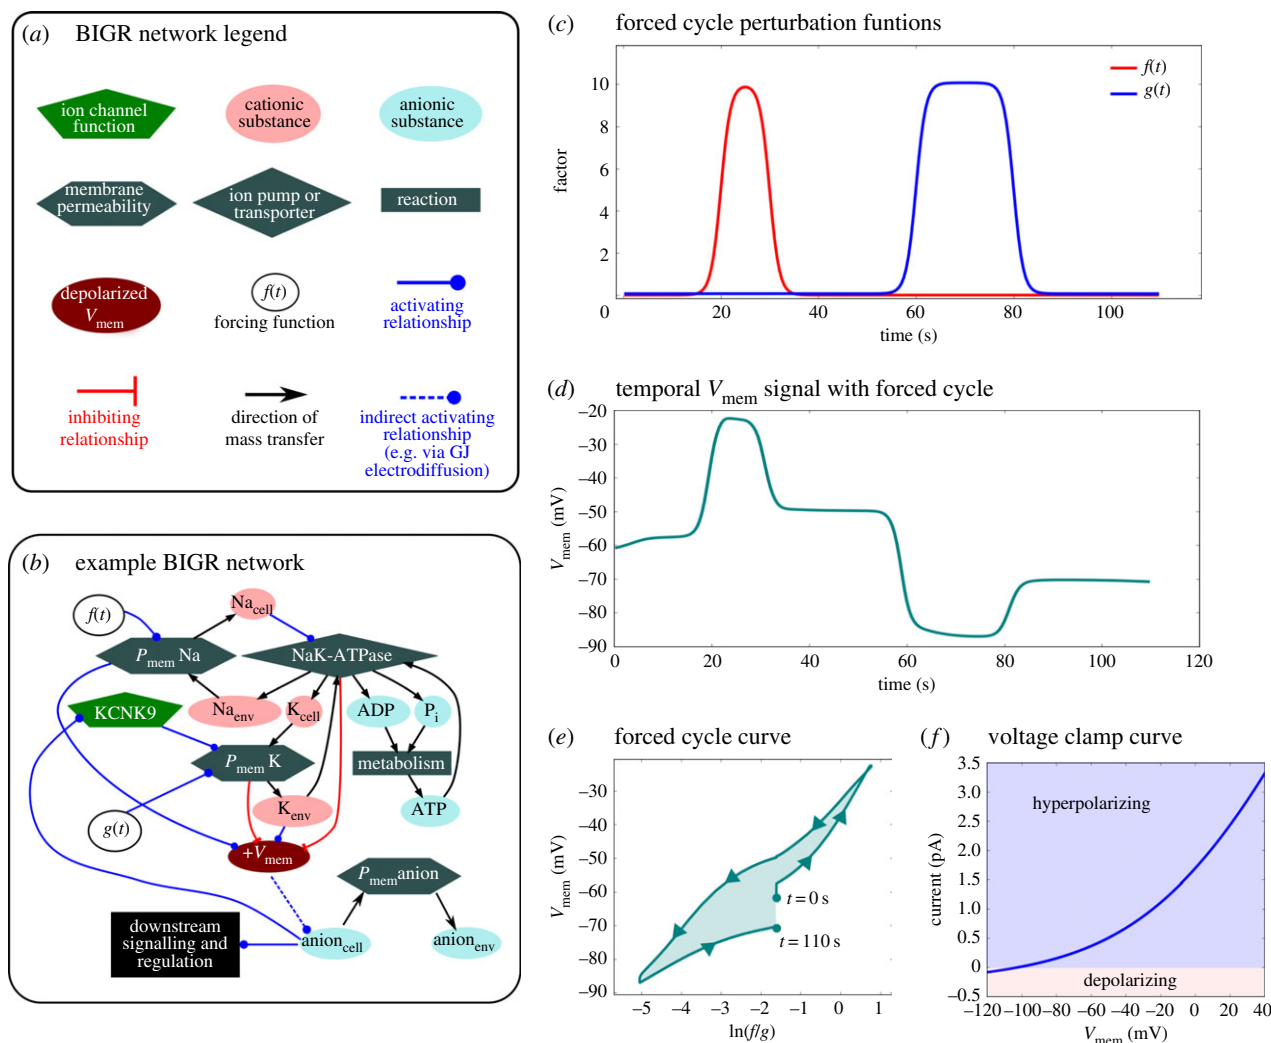 (a) BIGR network legend
ion channel
function
cationic
substance
anionic
substance
membrane
permeability
ion pump or
transporter
reaction
depolarized
Vmem
f(t)
forcing function
activating
relationship
inhibiting
relationship
direction of
mass transfer
indirect activating
relationship
(e.g. via GJ
electrodiffusion)
(b) example BIGR network
f(t)
Nacell
Pmem Na
NaK-ATPase
KCNK9
Naenv
Kcell
ADP
Pi
Pmem K
metabolism
g(t)
Kenv
ATP
+Vmem
Pmemanion
downstream
signalling and
regulation
anioncell
anionenv
(c) forced cycle perturbation funtions
f(t)
g(t)
10
8
6
4
2
0
20
40
60
80
100
factor
time (s)
(d) temporal Vmem signal with forced cycle
–20
–30
–40
–50
–60
–70
–80
–90
0
20
40
60
80
100
120
Vmem (mV)
time (s)
(e) forced cycle curve
–30
–40
–50
–60
–70
–80
–90
Vmem (mV)
t = 0 s
t = 110 s
–5
–4
–3
–2
–1
0
1
ln(f/g)
(f) voltage clamp curve
3.5
3.0
2.5
2.0
1.5
1.0
0.5
0
–0.5
current (pA)
hyperpolarizing
depolarizing
–120
–100
–80
–60
–40
–20
0
20
40
Vmem (mV)